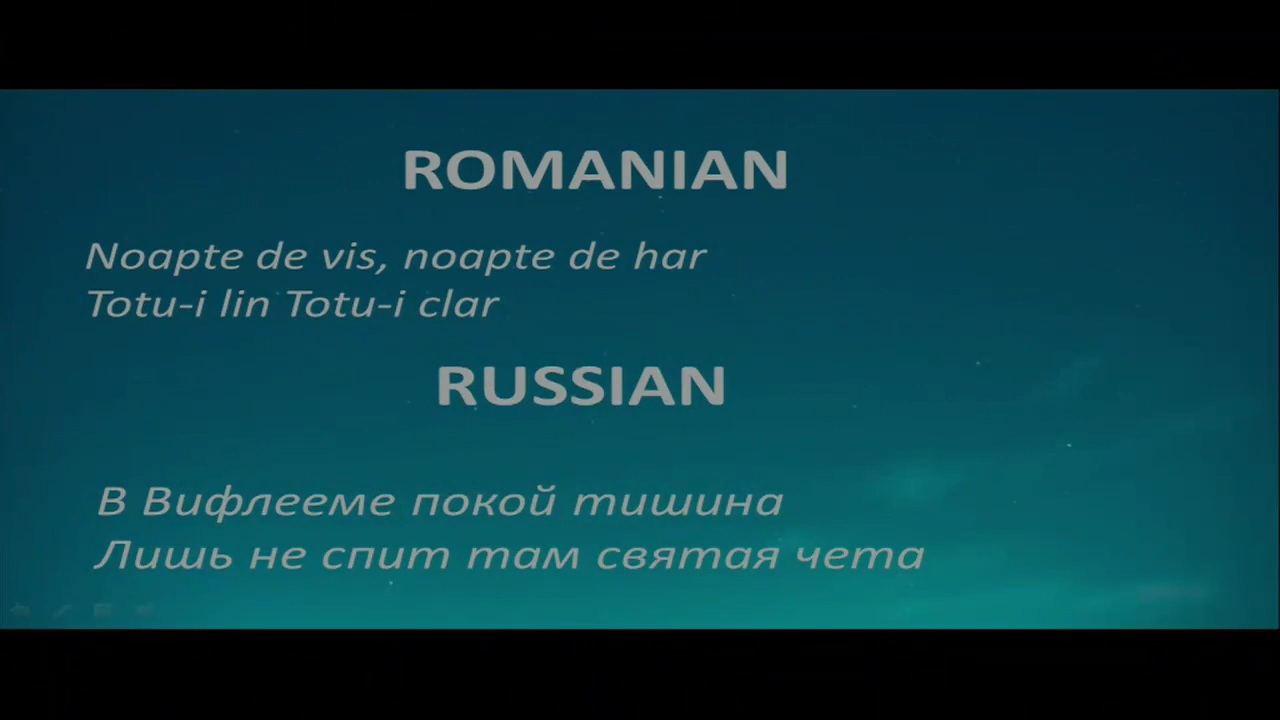 ROMANIAN
Noapte de vis, noapte de har
Totu-i lin Totu-i clar
RUSSIAN
В Вифлееме покой тишина
Лишь не спит там святая чета